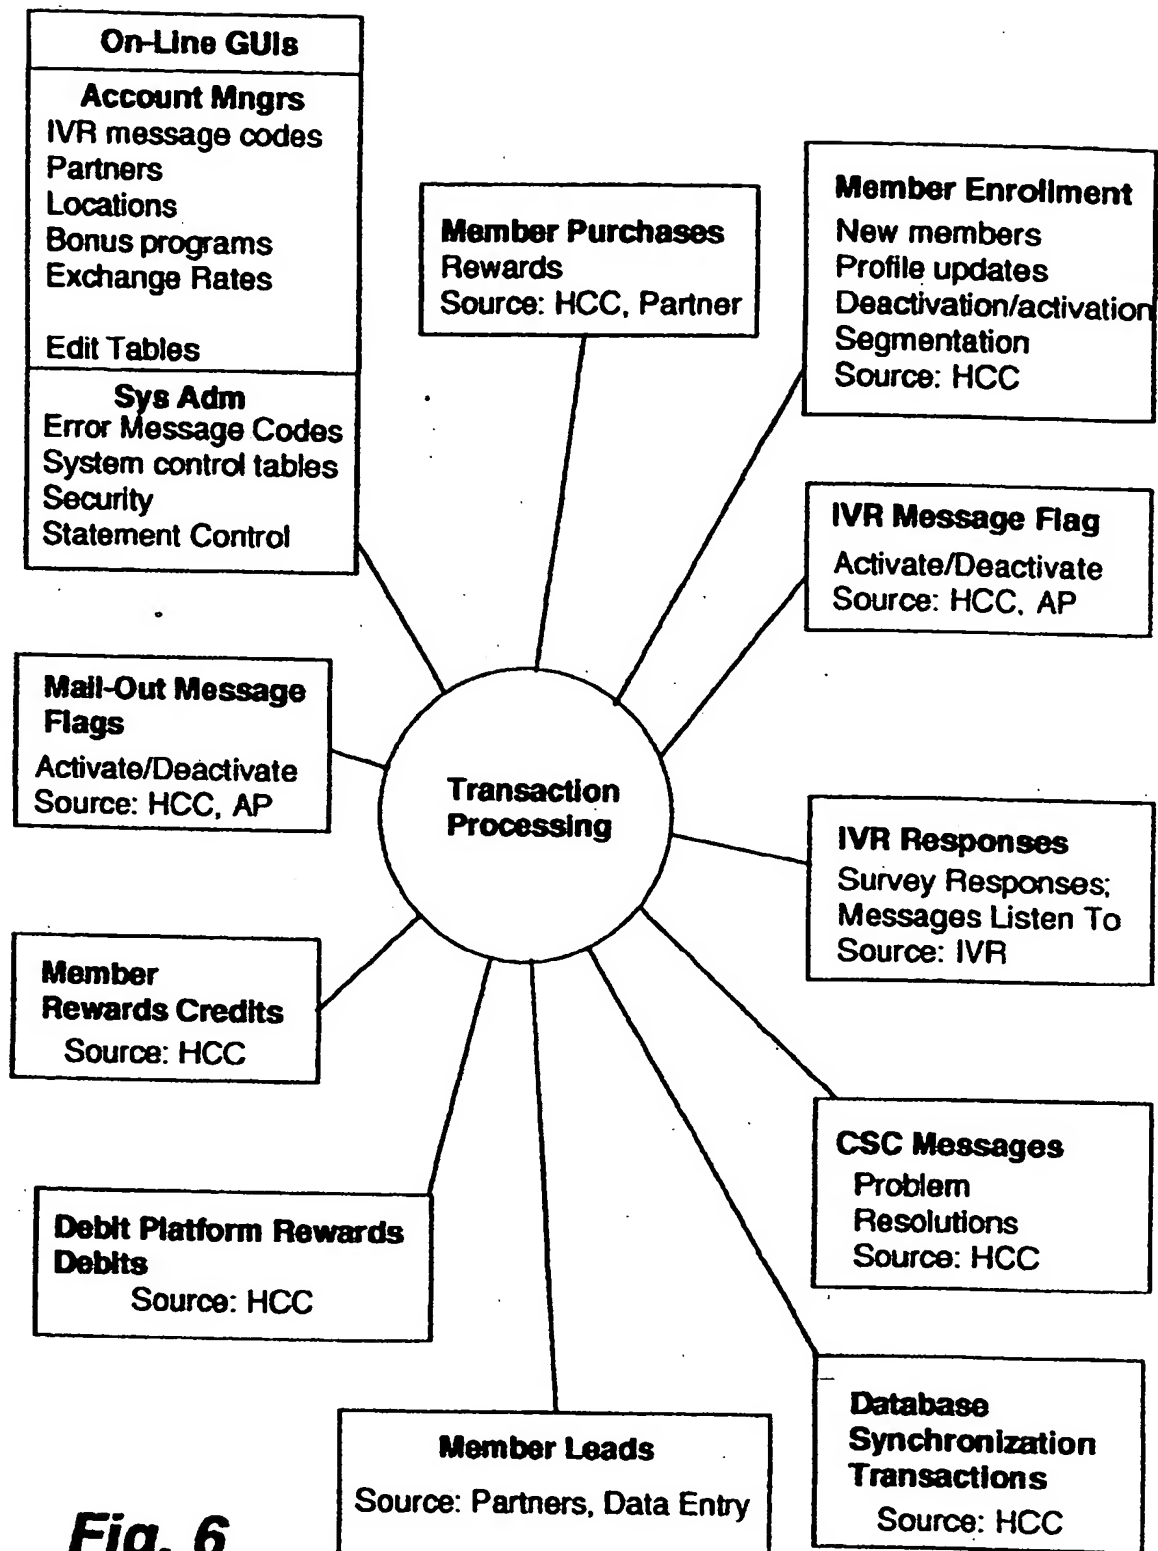 On-Line GUIs
Account Mngrs
IVR message codes
Partners
Locations
Bonus programs
Exchange Rates
Edit Tables
Sys Adm
Error Message Codes
System control tables
Security
Statement Control
Member Purchases
Rewards
Source: HCC, Partner
Member Enrollment
New members
Profile updates
Deactivation/activation
Segmentation
Source: HCC
IVR Message Flag
Activate/Deactivate
Source: HCC, AP
Mail-Out Message
Flags
Activate/Deactivate
Source: HCC, AP
Transaction
Processing
IVR Responses
Survey Responses;
Messages Listen To
Source: IVR
Member
Rewards Credits
Source: HCC
CSC Messages
Problem
Resolutions
Source: HCC
Debit Platform Rewards
Debits
Source: HCC
Database
Synchronization
Transactions
Source: HCC
Member Leads
Source: Partners, Data Entry
Fig. 6